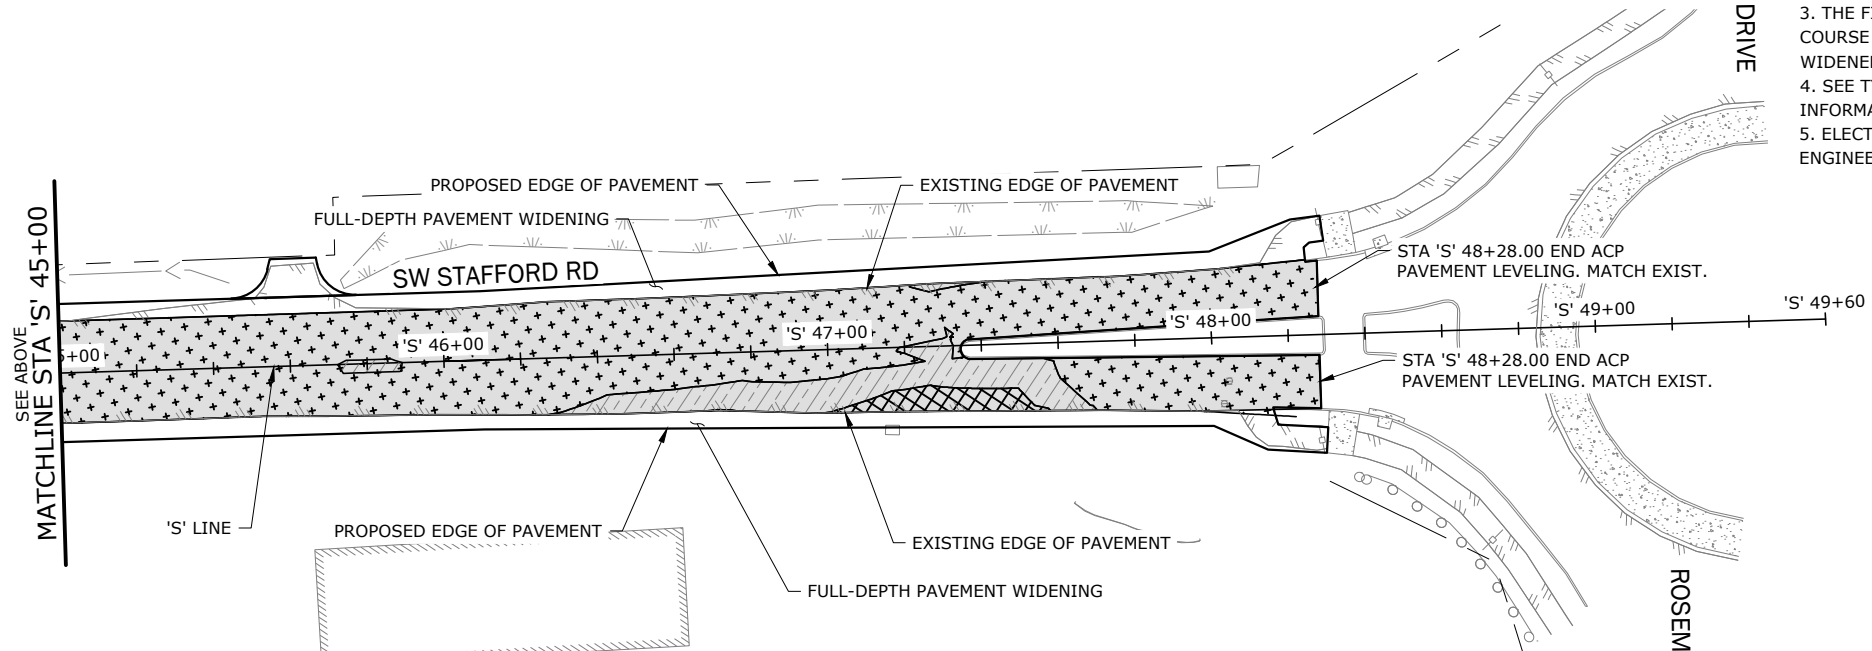 DRIVE
3. THE F
COURSE
WIDENE
4. SEE T
INFORMA
5. ELECT
ENGINEE
PROPOSED EDGE OF PAVEMENT
EXISTING EDGE OF PAVEMENT
FULL-DEPTH PAVEMENT WIDENING
SW STAFFORD RD
STA 'S' 48+28.00 END ACP
PAVEMENT LEVELING. MATCH EXIST.
SEE ABOVE
MATCHLINE STA 'S' 45+00
5+00
'S' 46+00
'S' 47+00
'S' 48+00
'S' 49+00
'S' 49+60
STA 'S' 48+28.00 END ACP
PAVEMENT LEVELING. MATCH EXIST.
'S' LINE
PROPOSED EDGE OF PAVEMENT
EXISTING EDGE OF PAVEMENT
FULL-DEPTH PAVEMENT WIDENING
ROSEM